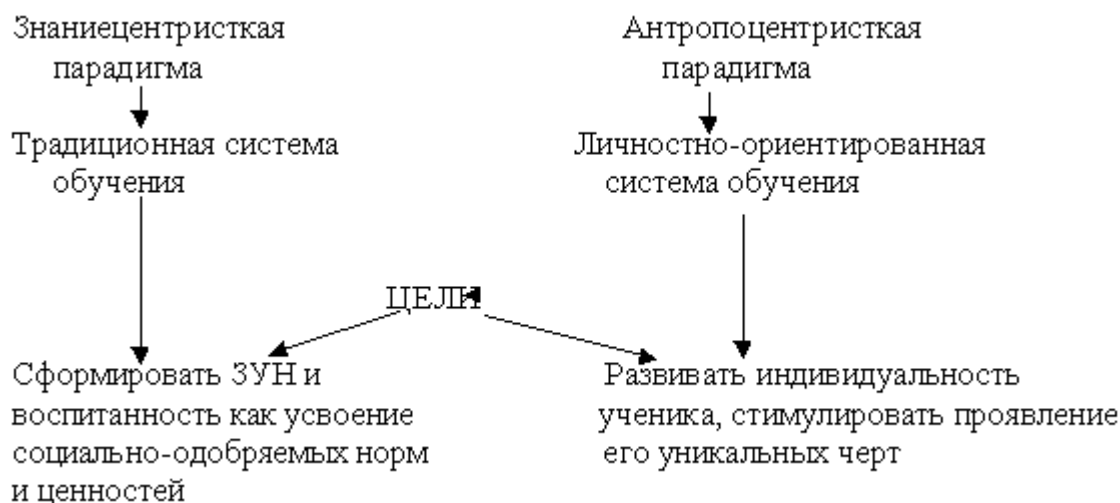 Знаниецентристкая
парадигма
Антропоцентристкая
парадигма
Традиционная система
обучения
Личностно-ориентированная
система обучения
ЦЕЛИ
Сформировать ЗУН и
воспитанность как усвоение
социально-одобряемых норм
и ценностей
Развивать индивидуальность
ученика, стимулировать проявление
его уникальных черт